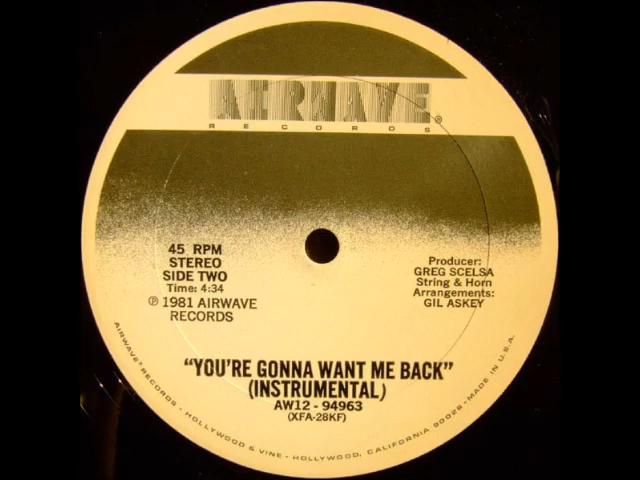 AIRWAVE®
RECORDS
45 RPM
STEREO
SIDE TWO
Time: 4:34
℗ 1981 AIRWAVE
RECORDS
Producer:
GREG SCELSA
String & Horn
Arrangements:
GIL ASKEY
"YOU'RE GONNA WANT ME BACK"
(INSTRUMENTAL)
AW12 - 94963
(XFA-28KF)
AIRWAVE® RECORDS - HOLLYWOOD & VINE - HOLLYWOOD, CALIFORNIA 90028 - MADE IN U.S.A.